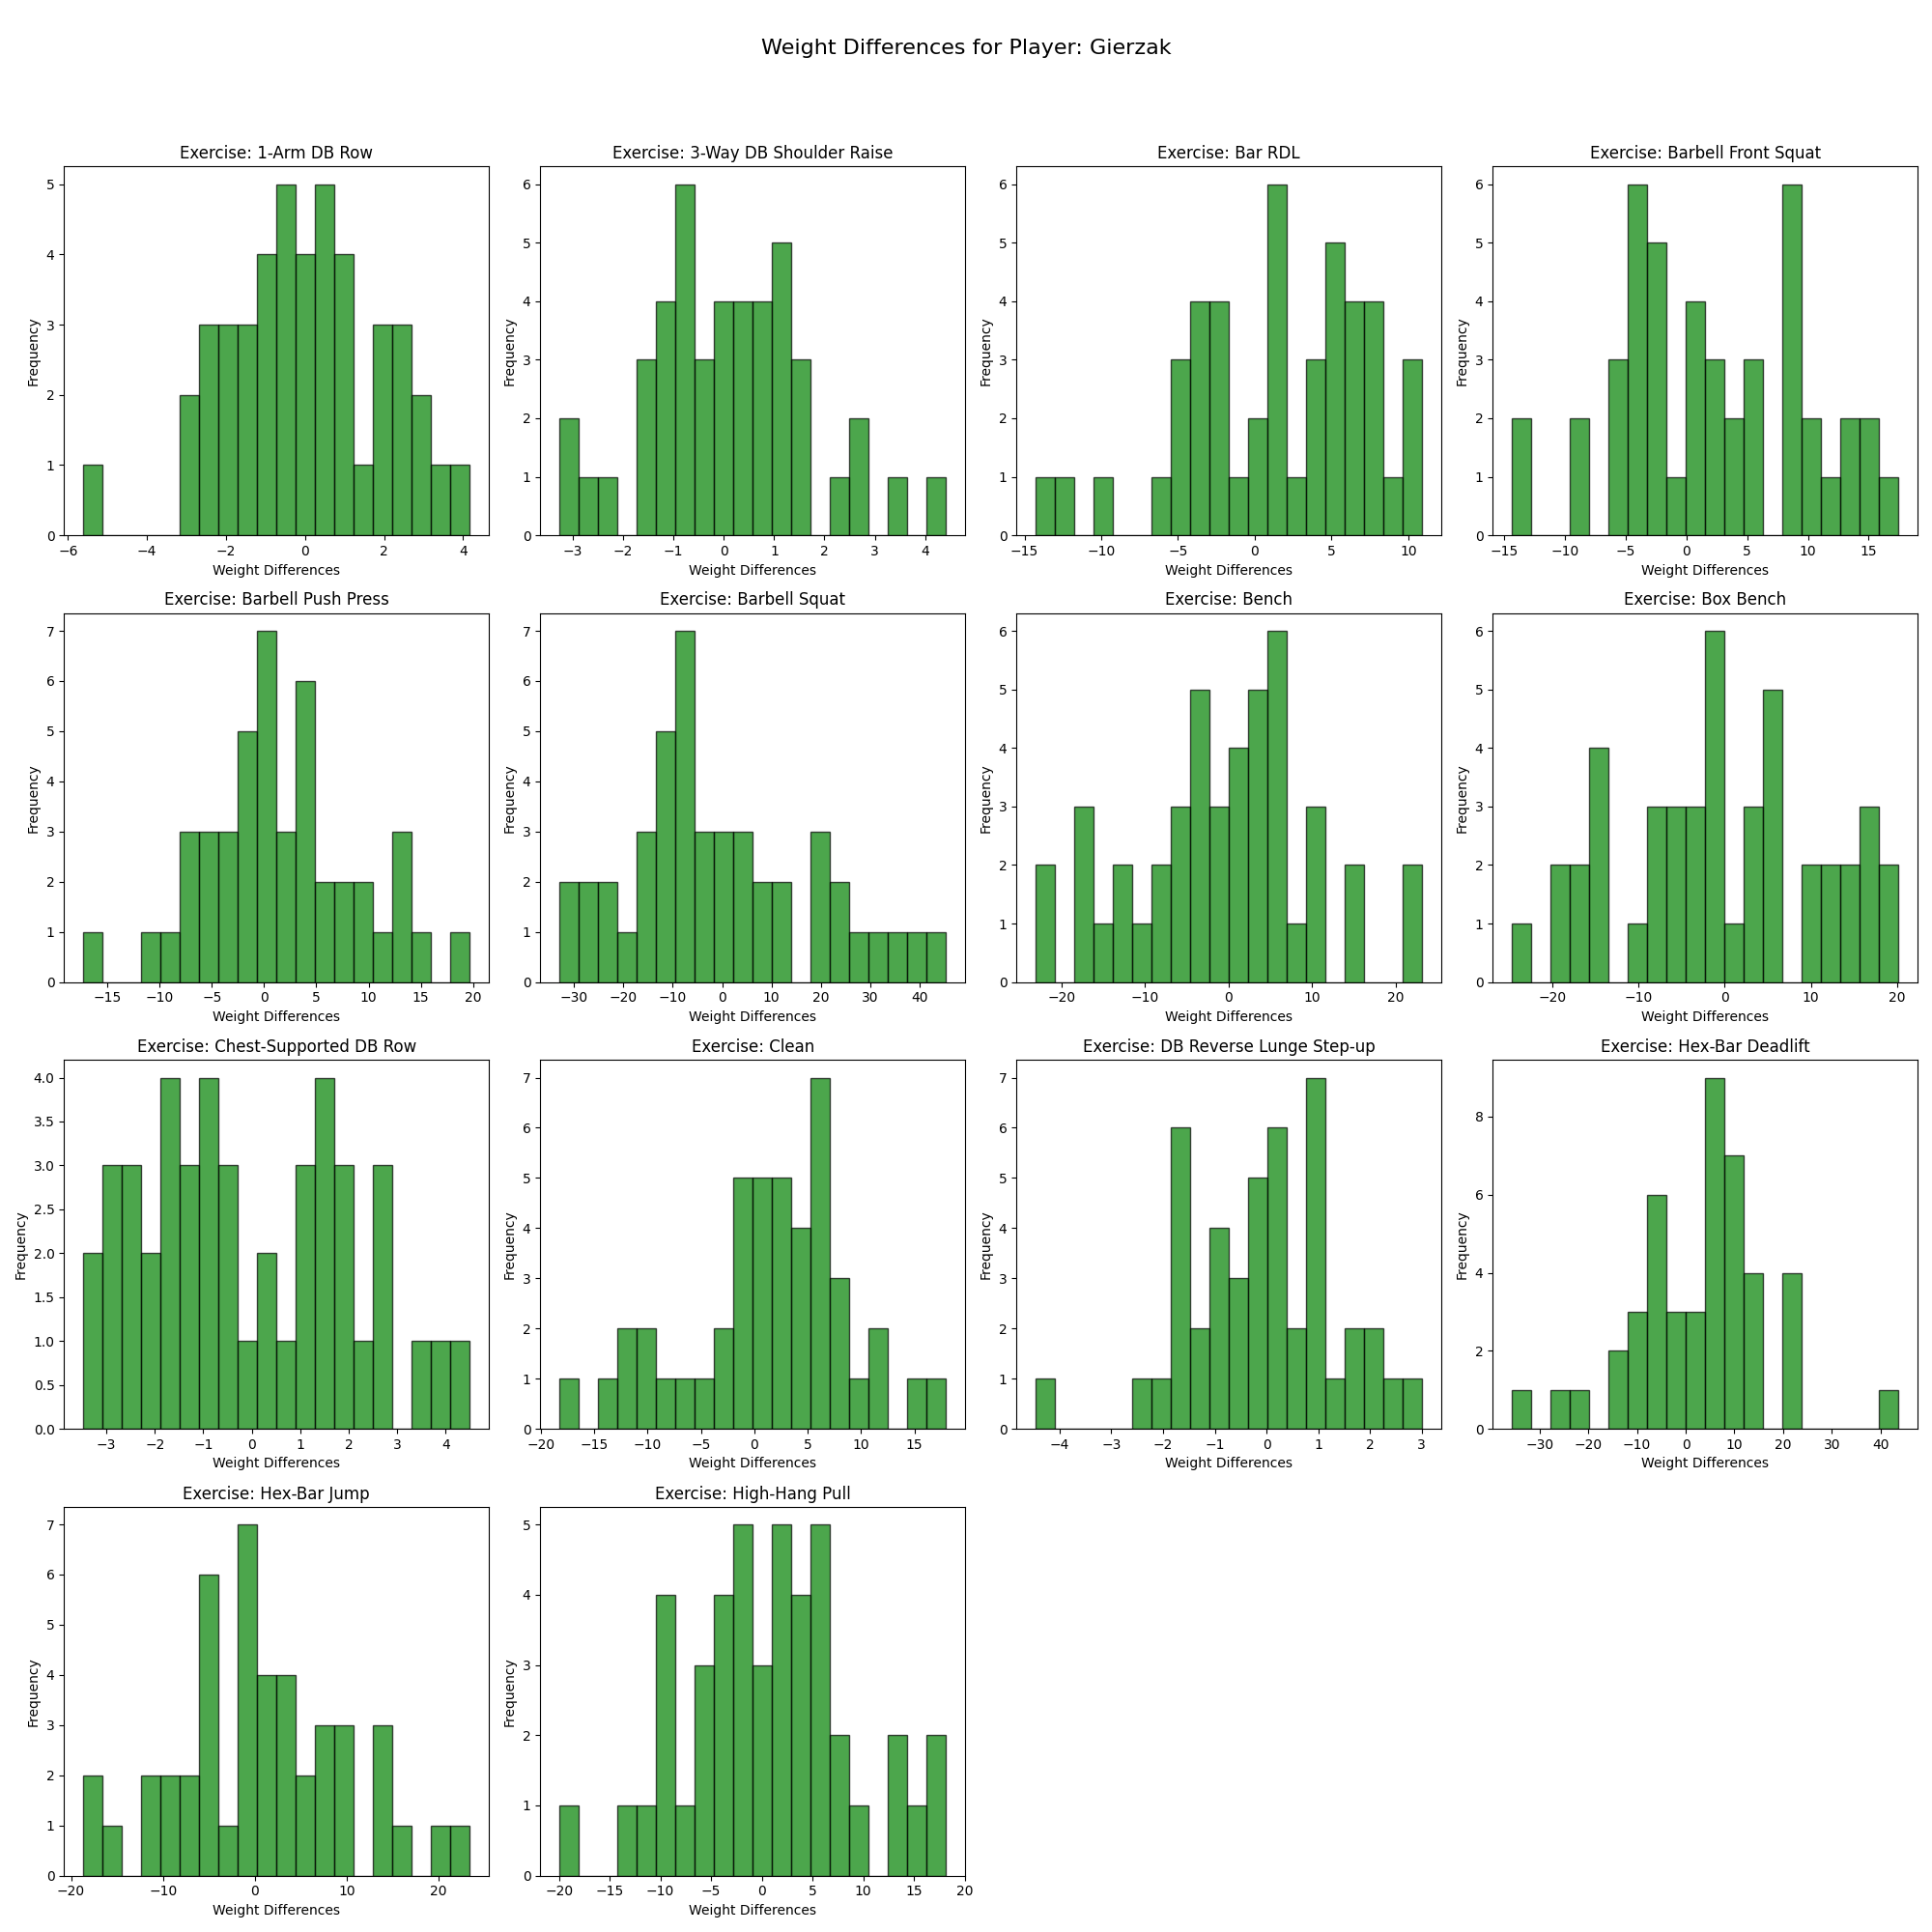 Weight Differences for Player: Gierzak
Exercise: 1-Arm DB Row
Frequency
5
4
3
2
1
0
−6 −4 −2 0 2 4
Weight Differences
Exercise: 3-Way DB Shoulder Raise
Frequency
6
5
4
3
2
1
0
−3 −2 −1 0 1 2 3 4
Weight Differences
Exercise: Bar RDL
Frequency
6
5
4
3
2
1
0
−15 −10 −5 0 5 10
Weight Differences
Exercise: Barbell Front Squat
Frequency
6
5
4
3
2
1
0
−15 −10 −5 0 5 10 15
Weight Differences
Exercise: Barbell Push Press
Frequency
7
6
5
4
3
2
1
0
−15 −10 −5 0 5 10 15 20
Weight Differences
Exercise: Barbell Squat
Frequency
7
6
5
4
3
2
1
0
−30 −20 −10 0 10 20 30 40
Weight Differences
Exercise: Bench
Frequency
6
5
4
3
2
1
0
−20 −10 0 10 20
Weight Differences
Exercise: Box Bench
Frequency
6
5
4
3
2
1
0
−20 −10 0 10 20
Weight Differences
Exercise: Chest-Supported DB Row
Frequency
4.0
3.5
3.0
2.5
2.0
1.5
1.0
0.5
0.0
−3 −2 −1 0 1 2 3 4
Weight Differences
Exercise: Clean
Frequency
7
6
5
4
3
2
1
0
−20 −15 −10 −5 0 5 10 15
Weight Differences
Exercise: DB Reverse Lunge Step-up
Frequency
7
6
5
4
3
2
1
0
−4 −3 −2 −1 0 1 2 3
Weight Differences
Exercise: Hex-Bar Deadlift
Frequency
8
6
4
2
0
−30 −20 −10 0 10 20 30 40
Weight Differences
Exercise: Hex-Bar Jump
Frequency
7
6
5
4
3
2
1
0
−20 −10 0 10 20
Weight Differences
Exercise: High-Hang Pull
Frequency
5
4
3
2
1
0
−20 −15 −10 −5 0 5 10 15 20
Weight Differences